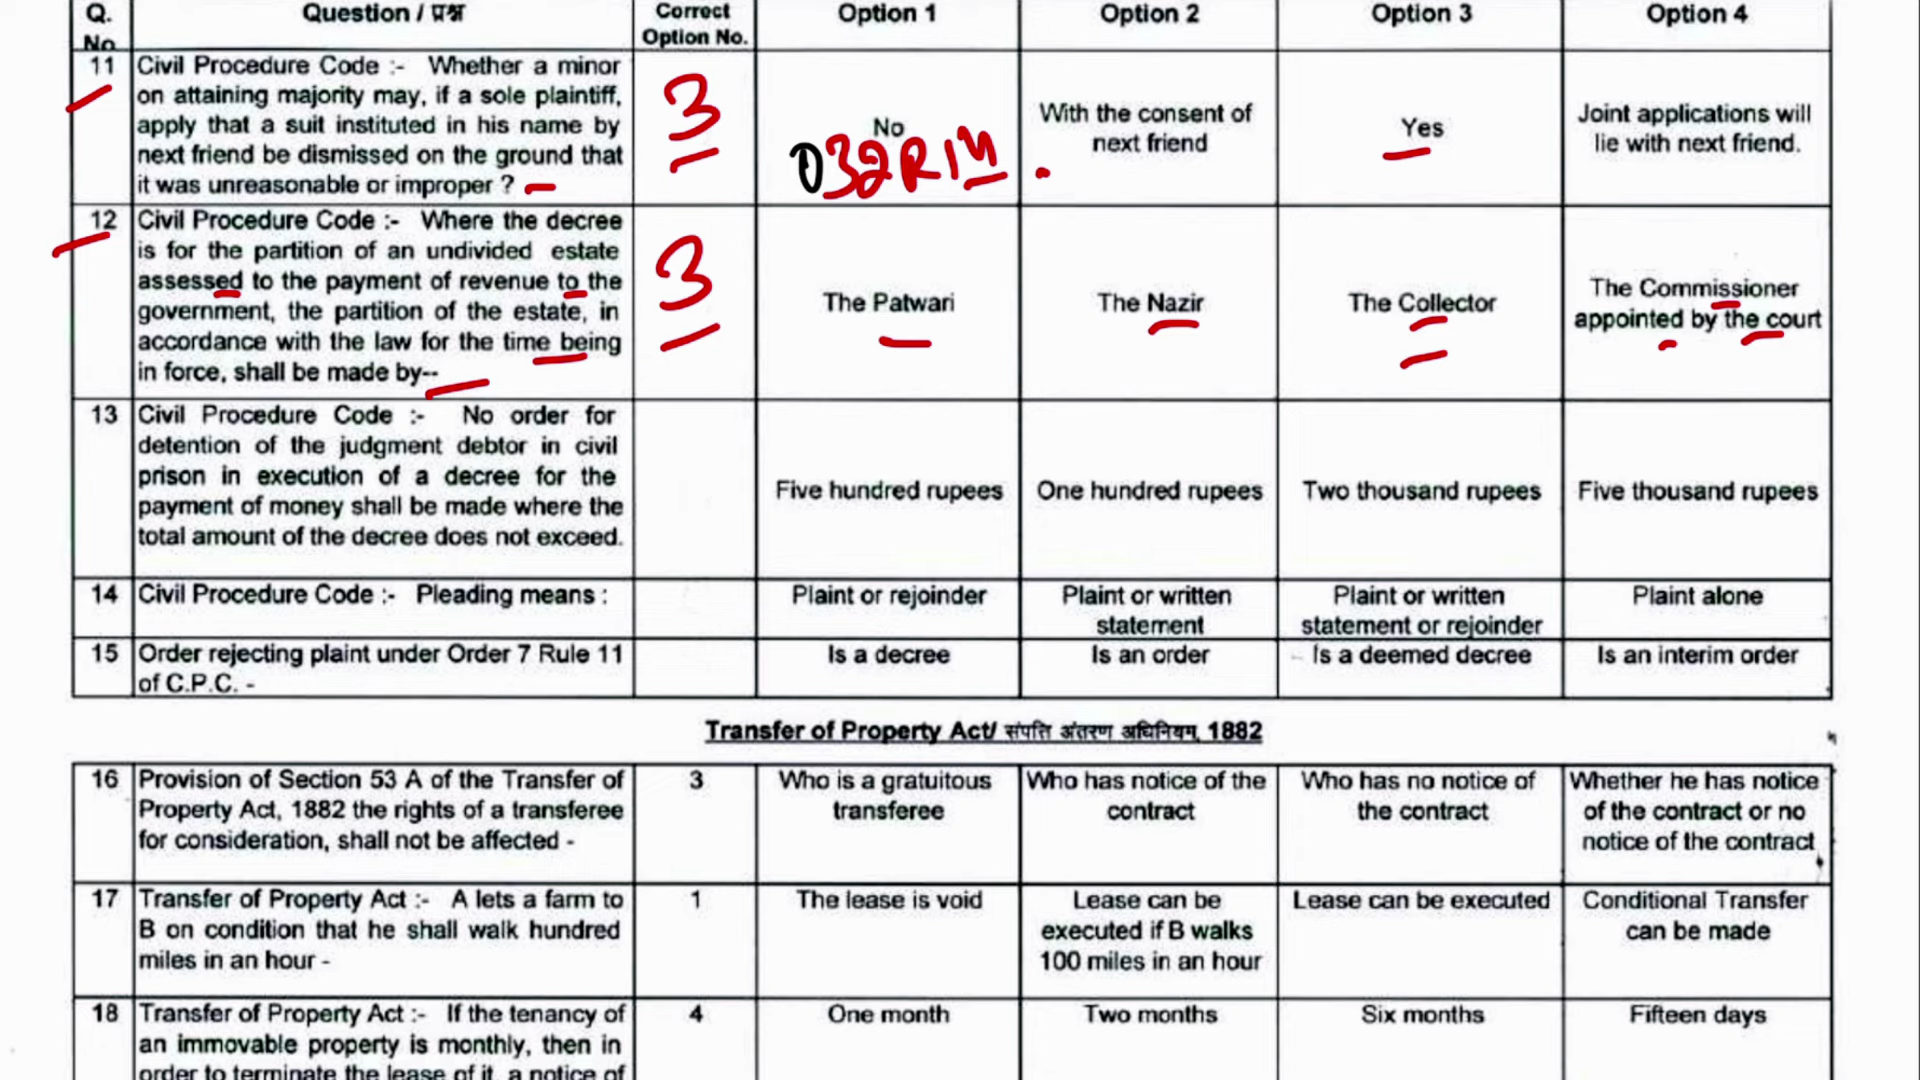 Q. No
Question / प्रश्न
Correct Option No.
Option 1
Option 2
Option 3
Option 4
11
Civil Procedure Code :- Whether a minor
on attaining majority may, if a sole plaintiff,
apply that a suit instituted in his name by
next friend be dismissed on the ground that
it was unreasonable or improper ?
3
No
O32R14
With the consent of
next friend
Yes
Joint applications will
lie with next friend.
12
Civil Procedure Code :- Where the decree
is for the partition of an undivided estate
assessed to the payment of revenue to the
government, the partition of the estate, in
accordance with the law for the time being
in force, shall be made by--
3
The Patwari
The Nazir
The Collector
The Commissioner
appointed by the court
13
Civil Procedure Code :- No order for
detention of the judgment debtor in civil
prison in execution of a decree for the
payment of money shall be made where the
total amount of the decree does not exceed.
Five hundred rupees
One hundred rupees
Two thousand rupees
Five thousand rupees
14
Civil Procedure Code :- Pleading means :
Plaint or rejoinder
Plaint or written
statement
Plaint or written
statement or rejoinder
Plaint alone
15
Order rejecting plaint under Order 7 Rule 11
of C.P.C. -
Is a decree
Is an order
Is a deemed decree
Is an interim order
Transfer of Property Act/ संपत्ति अंतरण अधिनियम, 1882
16
Provision of Section 53 A of the Transfer of
Property Act, 1882 the rights of a transferee
for consideration, shall not be affected -
3
Who is a gratuitous
transferee
Who has notice of the
contract
Who has no notice of
the contract
Whether he has notice
of the contract or no
notice of the contract
17
Transfer of Property Act :- A lets a farm to
B on condition that he shall walk hundred
miles in an hour -
1
The lease is void
Lease can be
executed if B walks
100 miles in an hour
Lease can be executed
Conditional Transfer
can be made
18
Transfer of Property Act :- If the tenancy of
an immovable property is monthly, then in
order to terminate the lease of it, a notice of
4
One month
Two months
Six months
Fifteen days